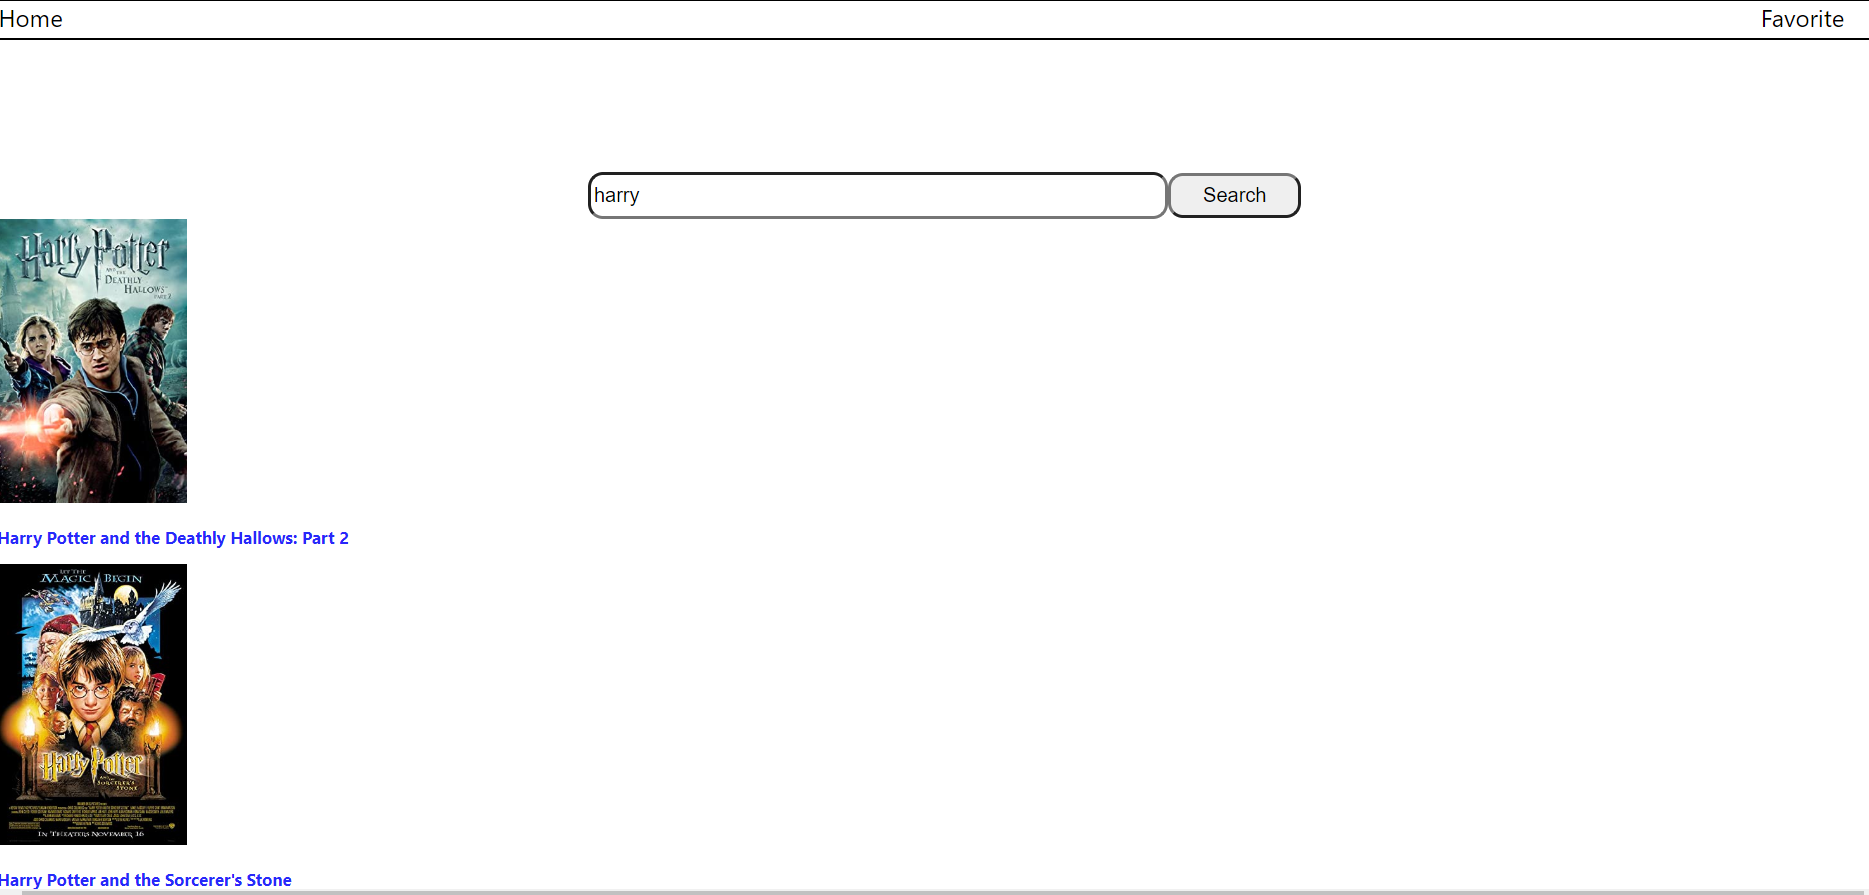 Home
Favorite
harry
Search
Harry Potter
AND THE
DEATHLY
HALLOWS
PART 2
Harry Potter and the Deathly Hallows: Part 2
LET THE
MAGIC BEGIN
Harry Potter
AND THE
SORCERER'S
STONE
IN THEATERS NOVEMBER 16
Harry Potter and the Sorcerer's Stone